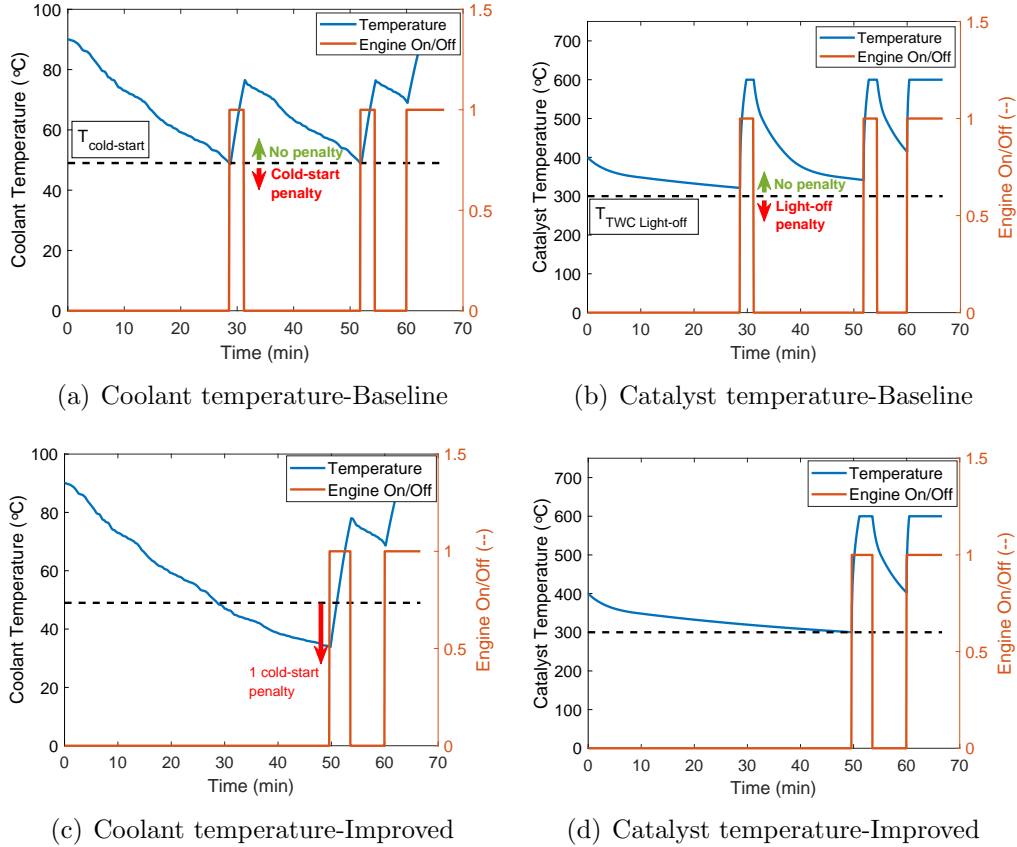 100
80
60
40
20
0
Coolant Temperature (ºC)
Temperature
Engine On/Off
T cold-start
No penalty
Cold-start
penalty
1.5
1
0.5
0
0 10 20 30 40 50 60 70
Time (min)
(a) Coolant temperature-Baseline
700
600
500
400
300
200
100
0
Catalyst Temperature (ºC)
Temperature
Engine On/Off
No penalty
Light-off
penalty
T TWC Light-off
1.5
1
0.5
0
Engine On/Off (--)
0 10 20 30 40 50 60 70
Time (min)
(b) Catalyst temperature-Baseline
100
80
60
40
20
0
Coolant Temperature (ºC)
Temperature
Engine On/Off
1 cold-start
penalty
1.5
1
0.5
0
Engine On/Off (--)
0 10 20 30 40 50 60 70
Time (min)
(c) Coolant temperature-Improved
700
600
500
400
300
200
100
0
Catalyst Temperature (ºC)
Temperature
Engine On/Off
1.5
1
0.5
0
Engine On/Off (--)
0 10 20 30 40 50 60 70
Time (min)
(d) Catalyst temperature-Improved